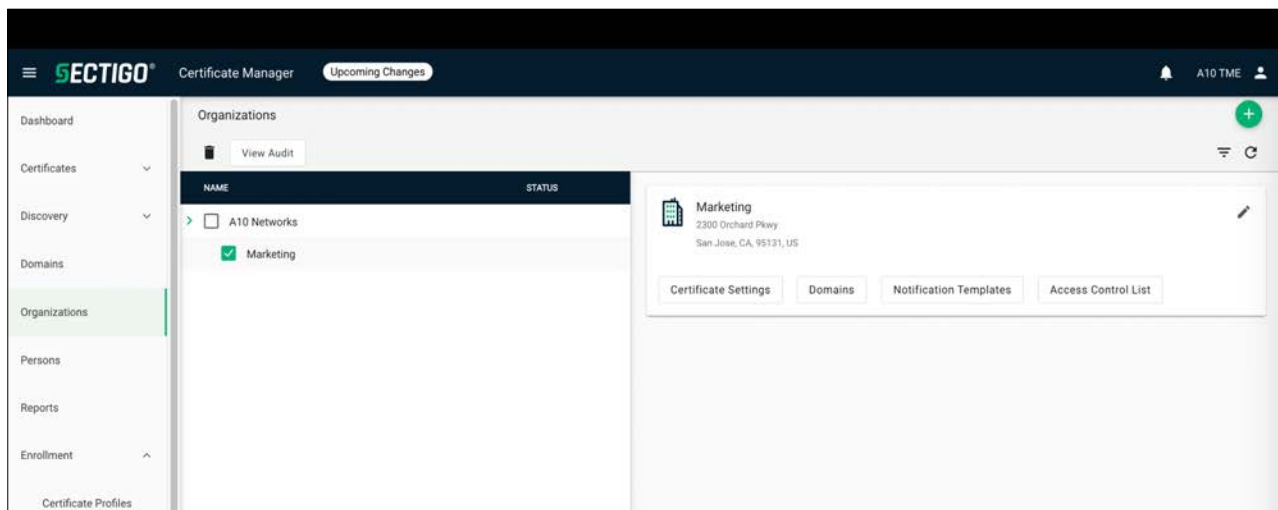 SECTIGO® Certificate Manager Upcoming Changes A10 TME
Dashboard
Certificates
Discovery
Domains
Organizations
Persons
Reports
Enrollment
Certificate Profiles
Organizations
View Audit
NAME STATUS
A10 Networks
Marketing
Marketing
2300 Orchard Pkwy
San Jose, CA, 95131, US
Certificate Settings Domains Notification Templates Access Control List